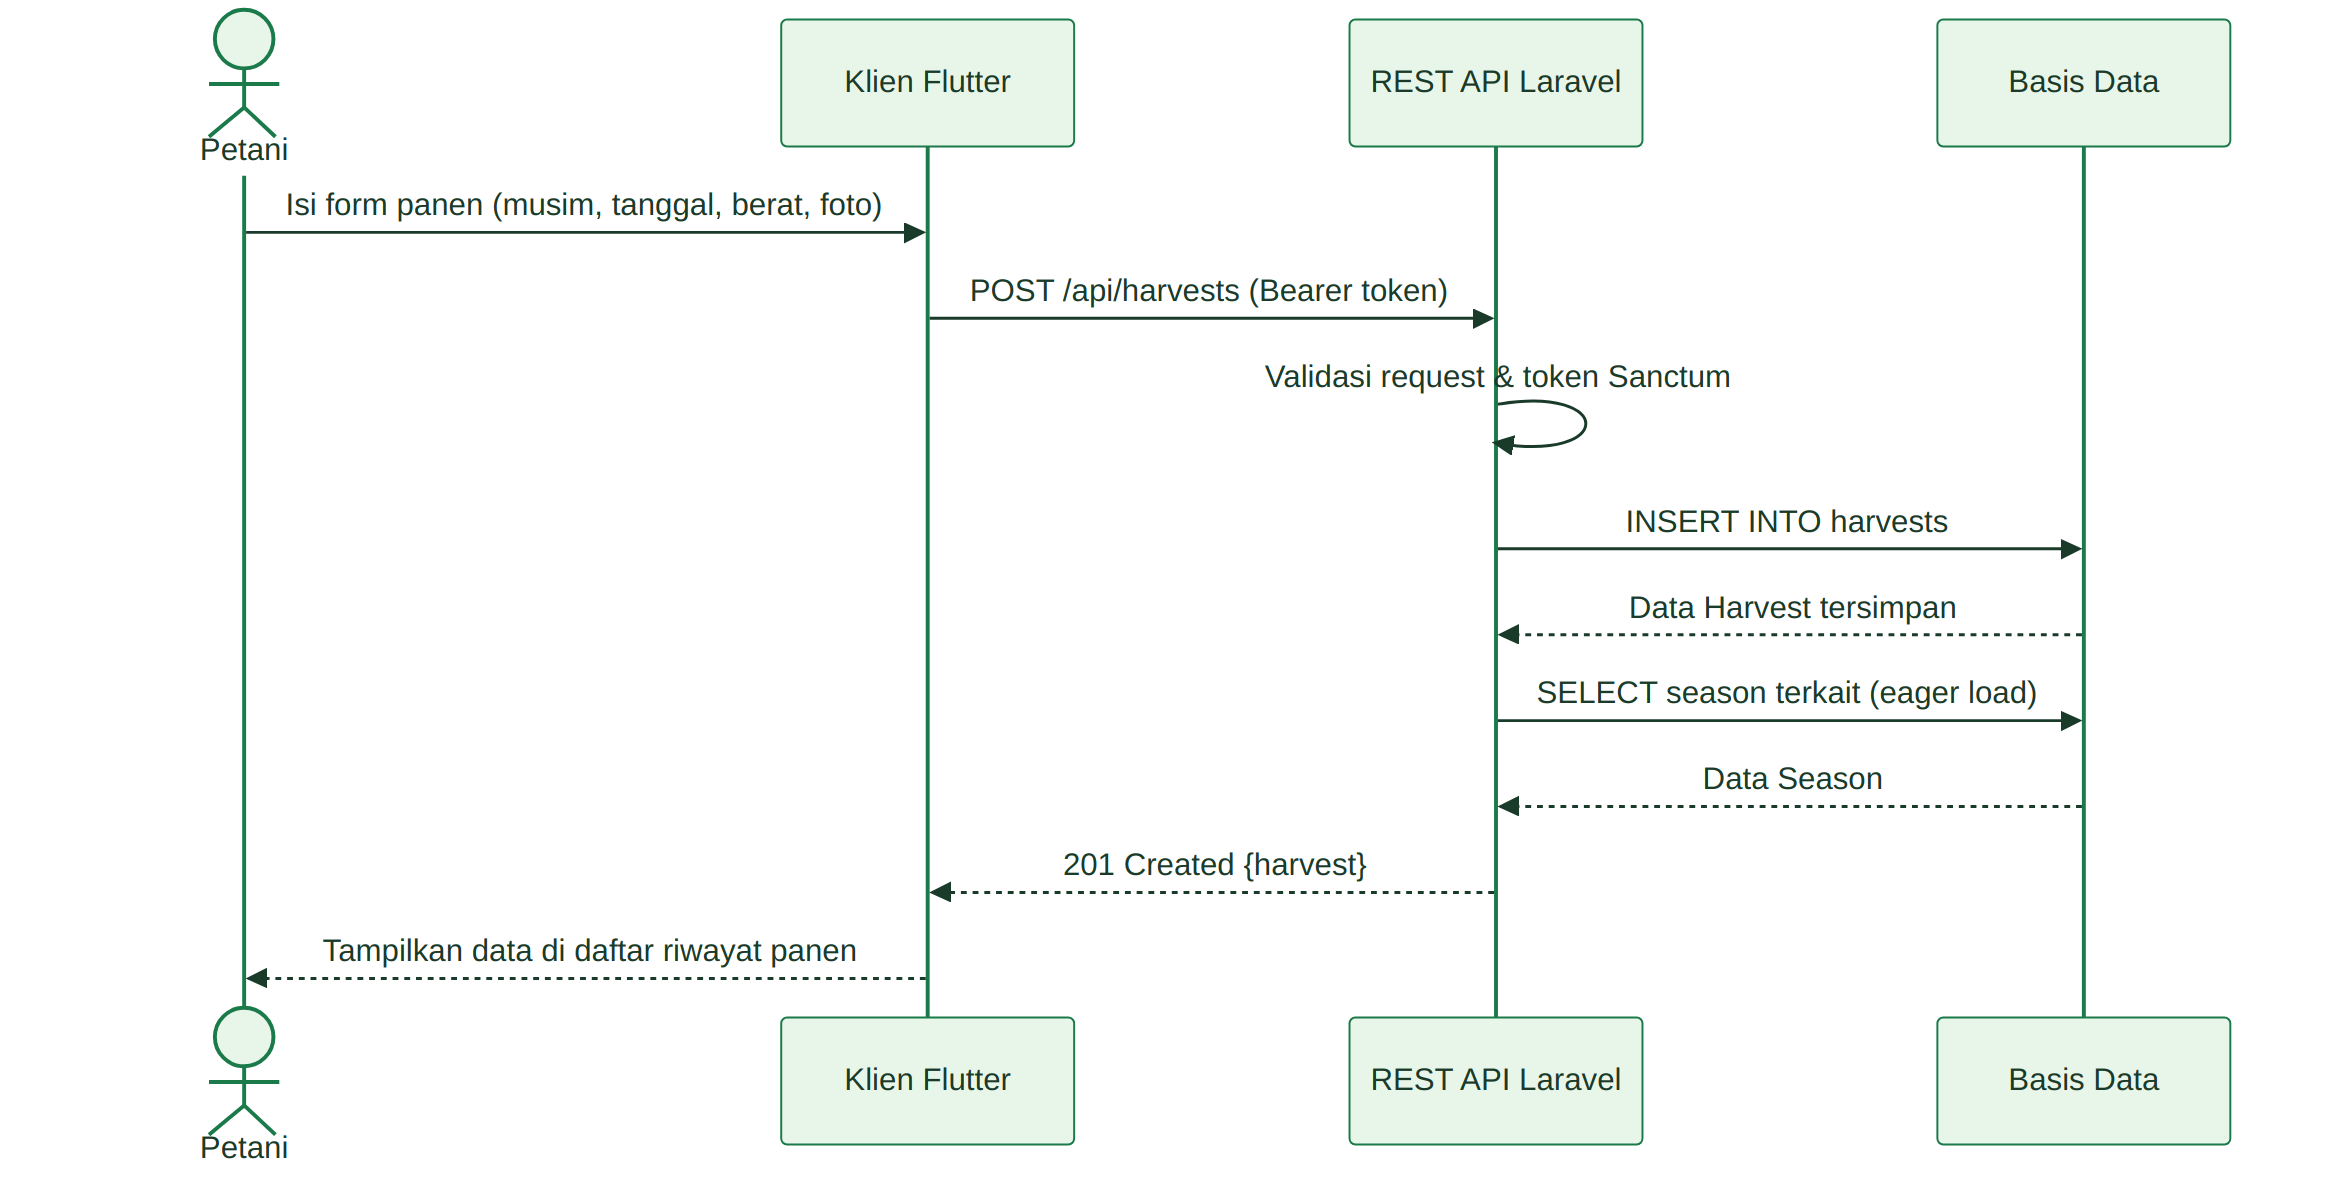 Petani
Klien Flutter
REST API Laravel
Basis Data
Isi form panen (musim, tanggal, berat, foto)
POST /api/harvests (Bearer token)
Validasi request & token Sanctum
INSERT INTO harvests
Data Harvest tersimpan
SELECT season terkait (eager load)
Data Season
201 Created {harvest}
Tampilkan data di daftar riwayat panen
Petani
Klien Flutter
REST API Laravel
Basis Data